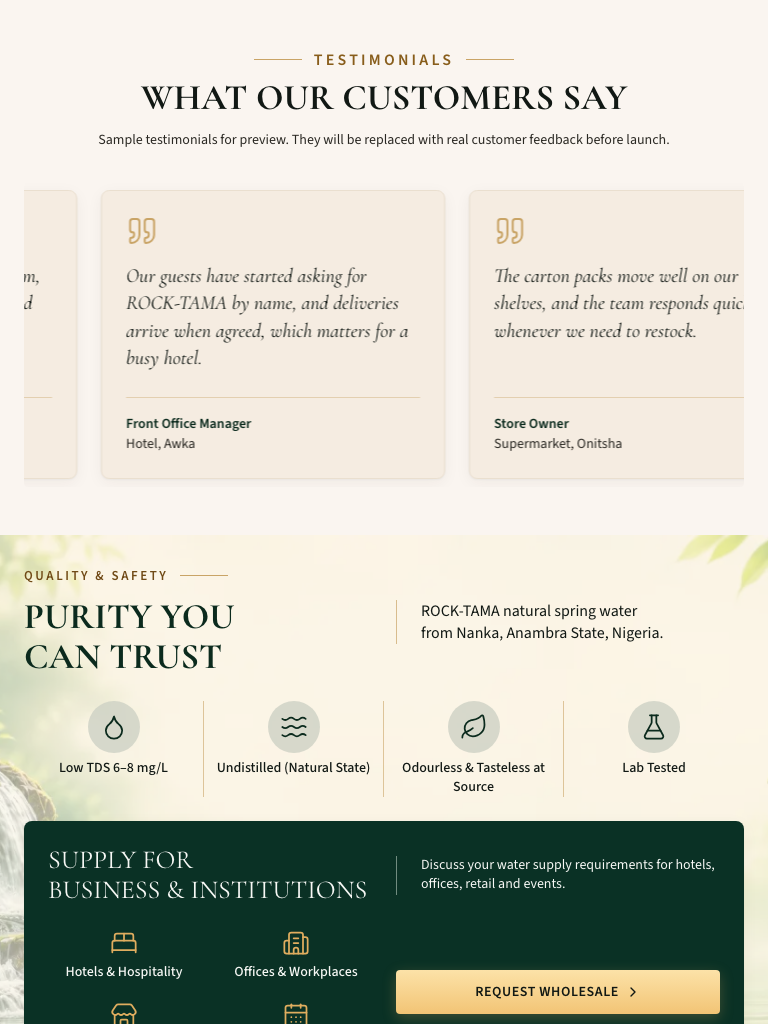 TESTIMONIALS
WHAT OUR CUSTOMERS SAY
Sample testimonials for preview. They will be replaced with real customer feedback before launch.
Our guests have started asking for
ROCK-TAMA by name, and deliveries
arrive when agreed, which matters for a
busy hotel.
Front Office Manager
Hotel, Awka
The carton packs move well on our
shelves, and the team responds
whenever we need to restock.
Store Owner
Supermarket, Onitsha
QUALITY & SAFETY
PURITY YOU
CAN TRUST
ROCK-TAMA natural spring water
from Nanka, Anambra State, Nigeria.
Low TDS 6–8 mg/L
Undistilled (Natural State)
Odourless & Tasteless at
Source
Lab Tested
SUPPLY FOR
BUSINESS & INSTITUTIONS
Discuss your water supply requirements for hotels,
offices, retail and events.
Hotels & Hospitality
Offices & Workplaces
REQUEST WHOLESALE